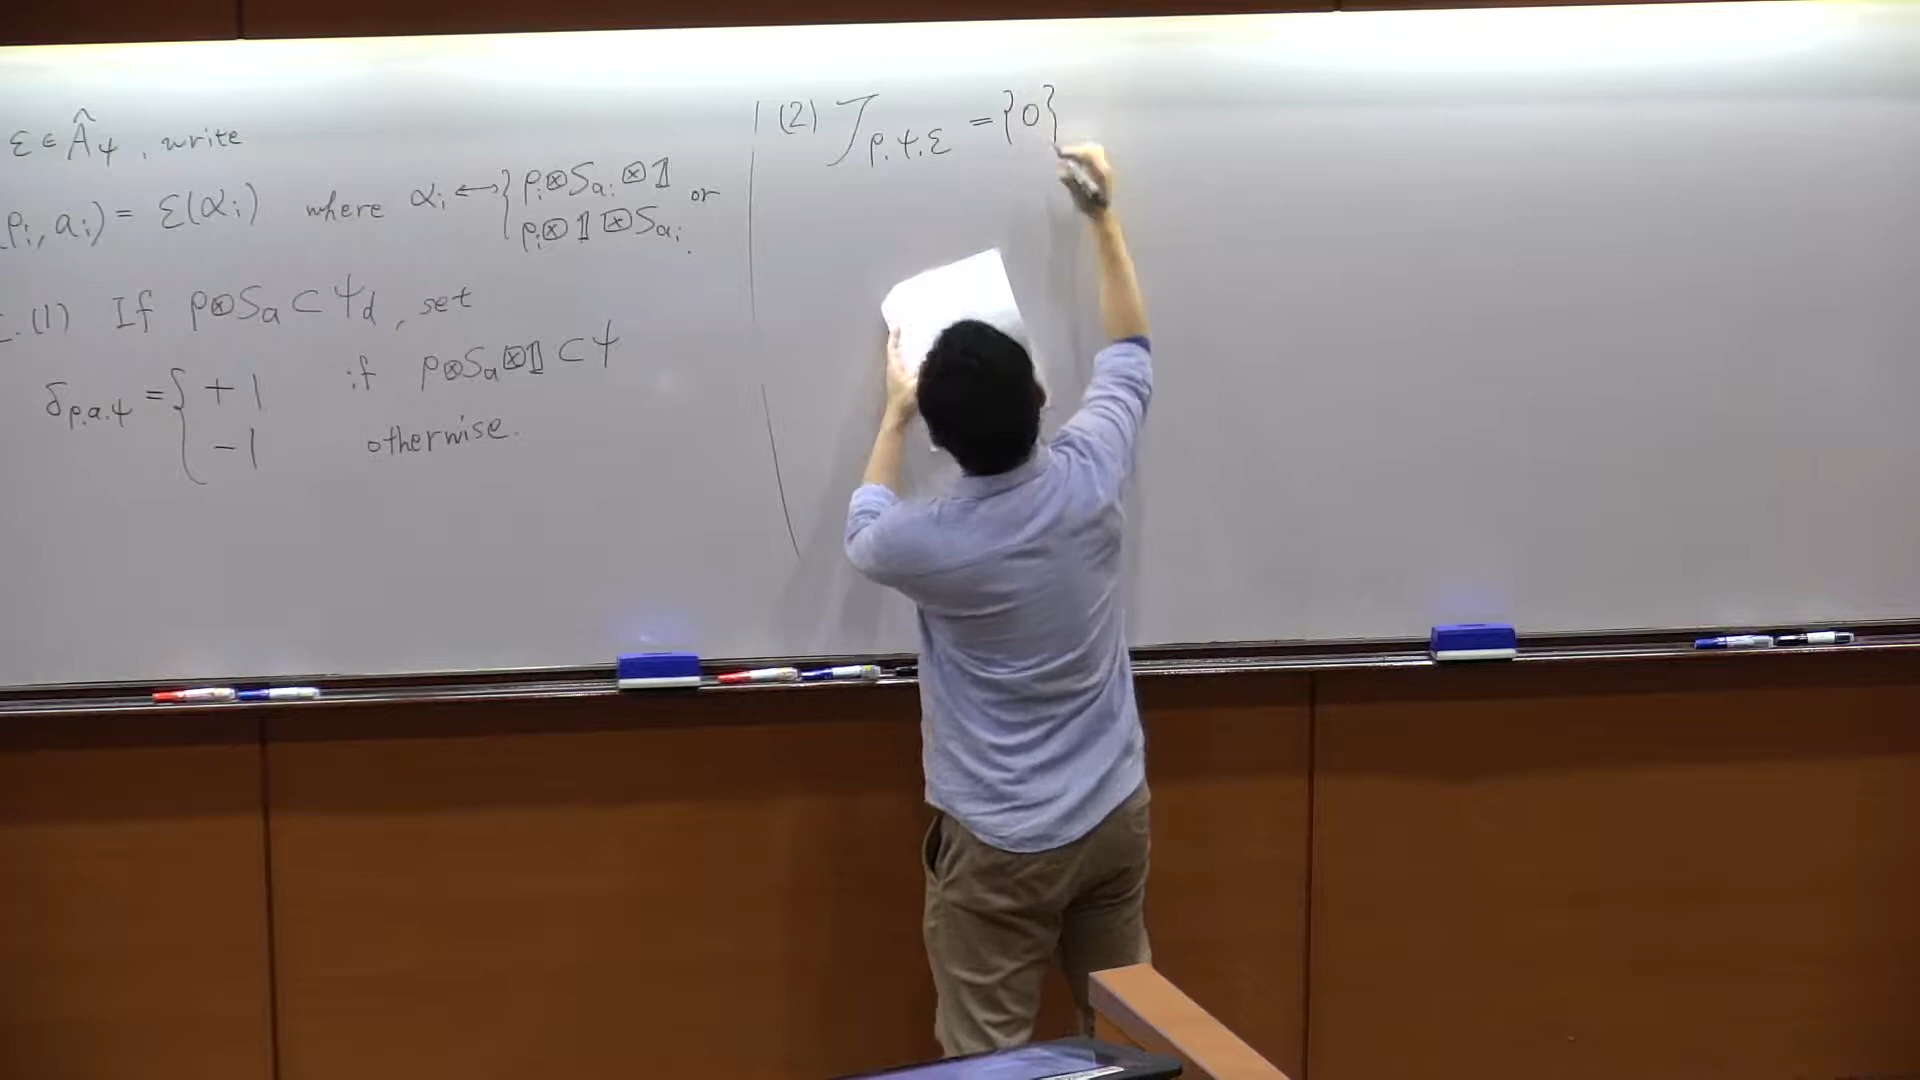 ε ∈ Â_ψ, write
ρ_i, a_i) = ε(α_i) where α_i ↔ { ρ_i⊠S_{a_i}⊠𝟙 or
ρ_i⊠𝟙⊠S_{a_i}.
(1) If ρ⊠S_a ⊂ ψ_d, set
δ_{ρ,a,ψ} = { +1 if ρ⊠S_a⊠𝟙 ⊂ ψ
-1 otherwise.
(2) J_{ρ,ψ,ε} = {0}